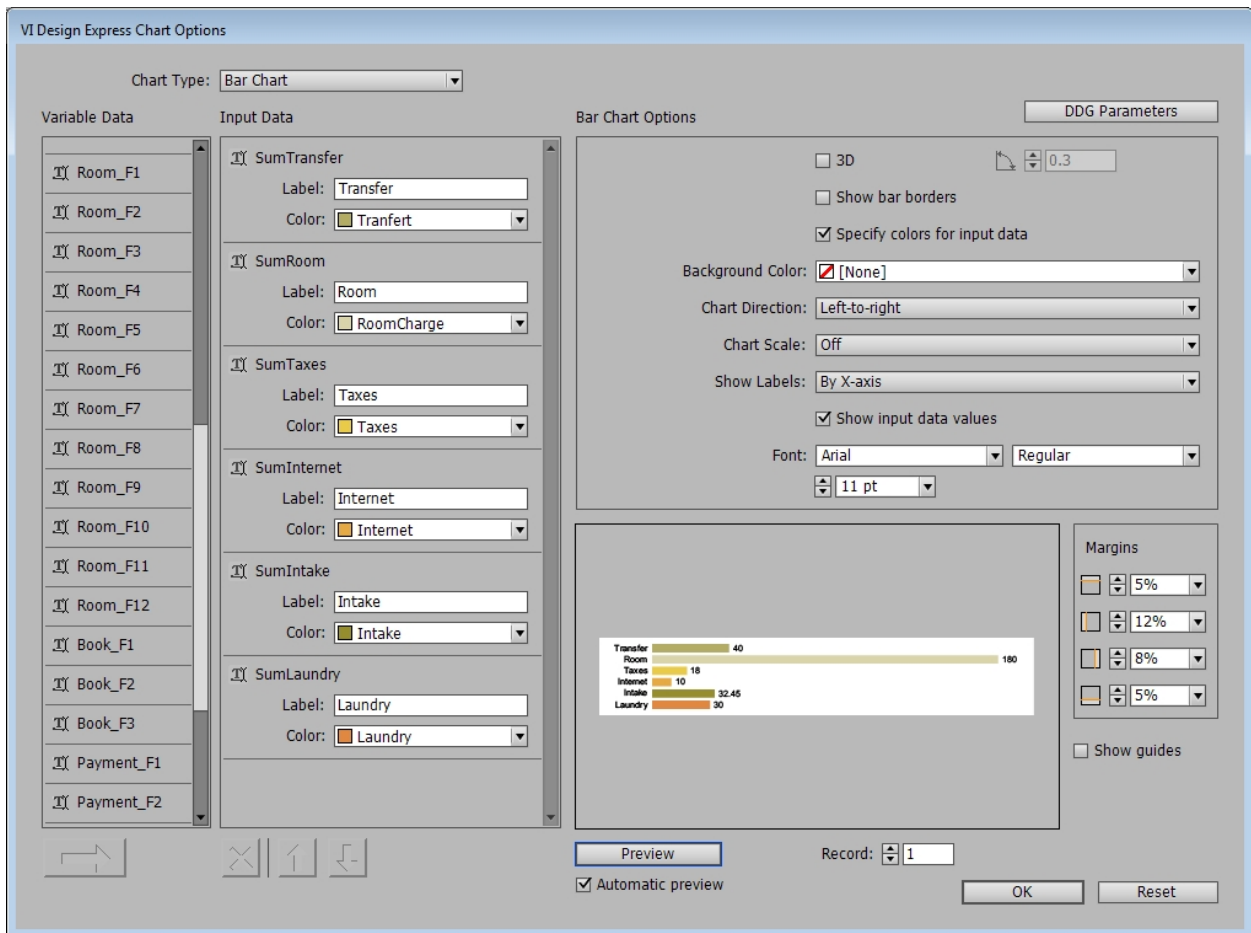 VI Design Express Chart Options
Chart Type: Bar Chart
DDG Parameters
Variable Data
Room_F1
Room_F2
Room_F3
Room_F4
Room_F5
Room_F6
Room_F7
Room_F8
Room_F9
Room_F10
Room_F11
Room_F12
Book_F1
Book_F2
Book_F3
Payment_F1
Payment_F2
Input Data
SumTransfer
Label: Transfer
Color: Tranfert
SumRoom
Label: Room
Color: RoomCharge
SumTaxes
Label: Taxes
Color: Taxes
SumInternet
Label: Internet
Color: Internet
SumIntake
Label: Intake
Color: Intake
SumLaundry
Label: Laundry
Color: Laundry
Bar Chart Options
3D 0.3
Show bar borders
Specify colors for input data
Background Color: [None]
Chart Direction: Left-to-right
Chart Scale: Off
Show Labels: By X-axis
Show input data values
Font: Arial Regular
11 pt
Transfer 40
Room 180
Taxes 18
Internet 10
Intake 32.45
Laundry 30
Margins
5%
12%
8%
5%
Show guides
Preview Record: 1
Automatic preview
OK Reset